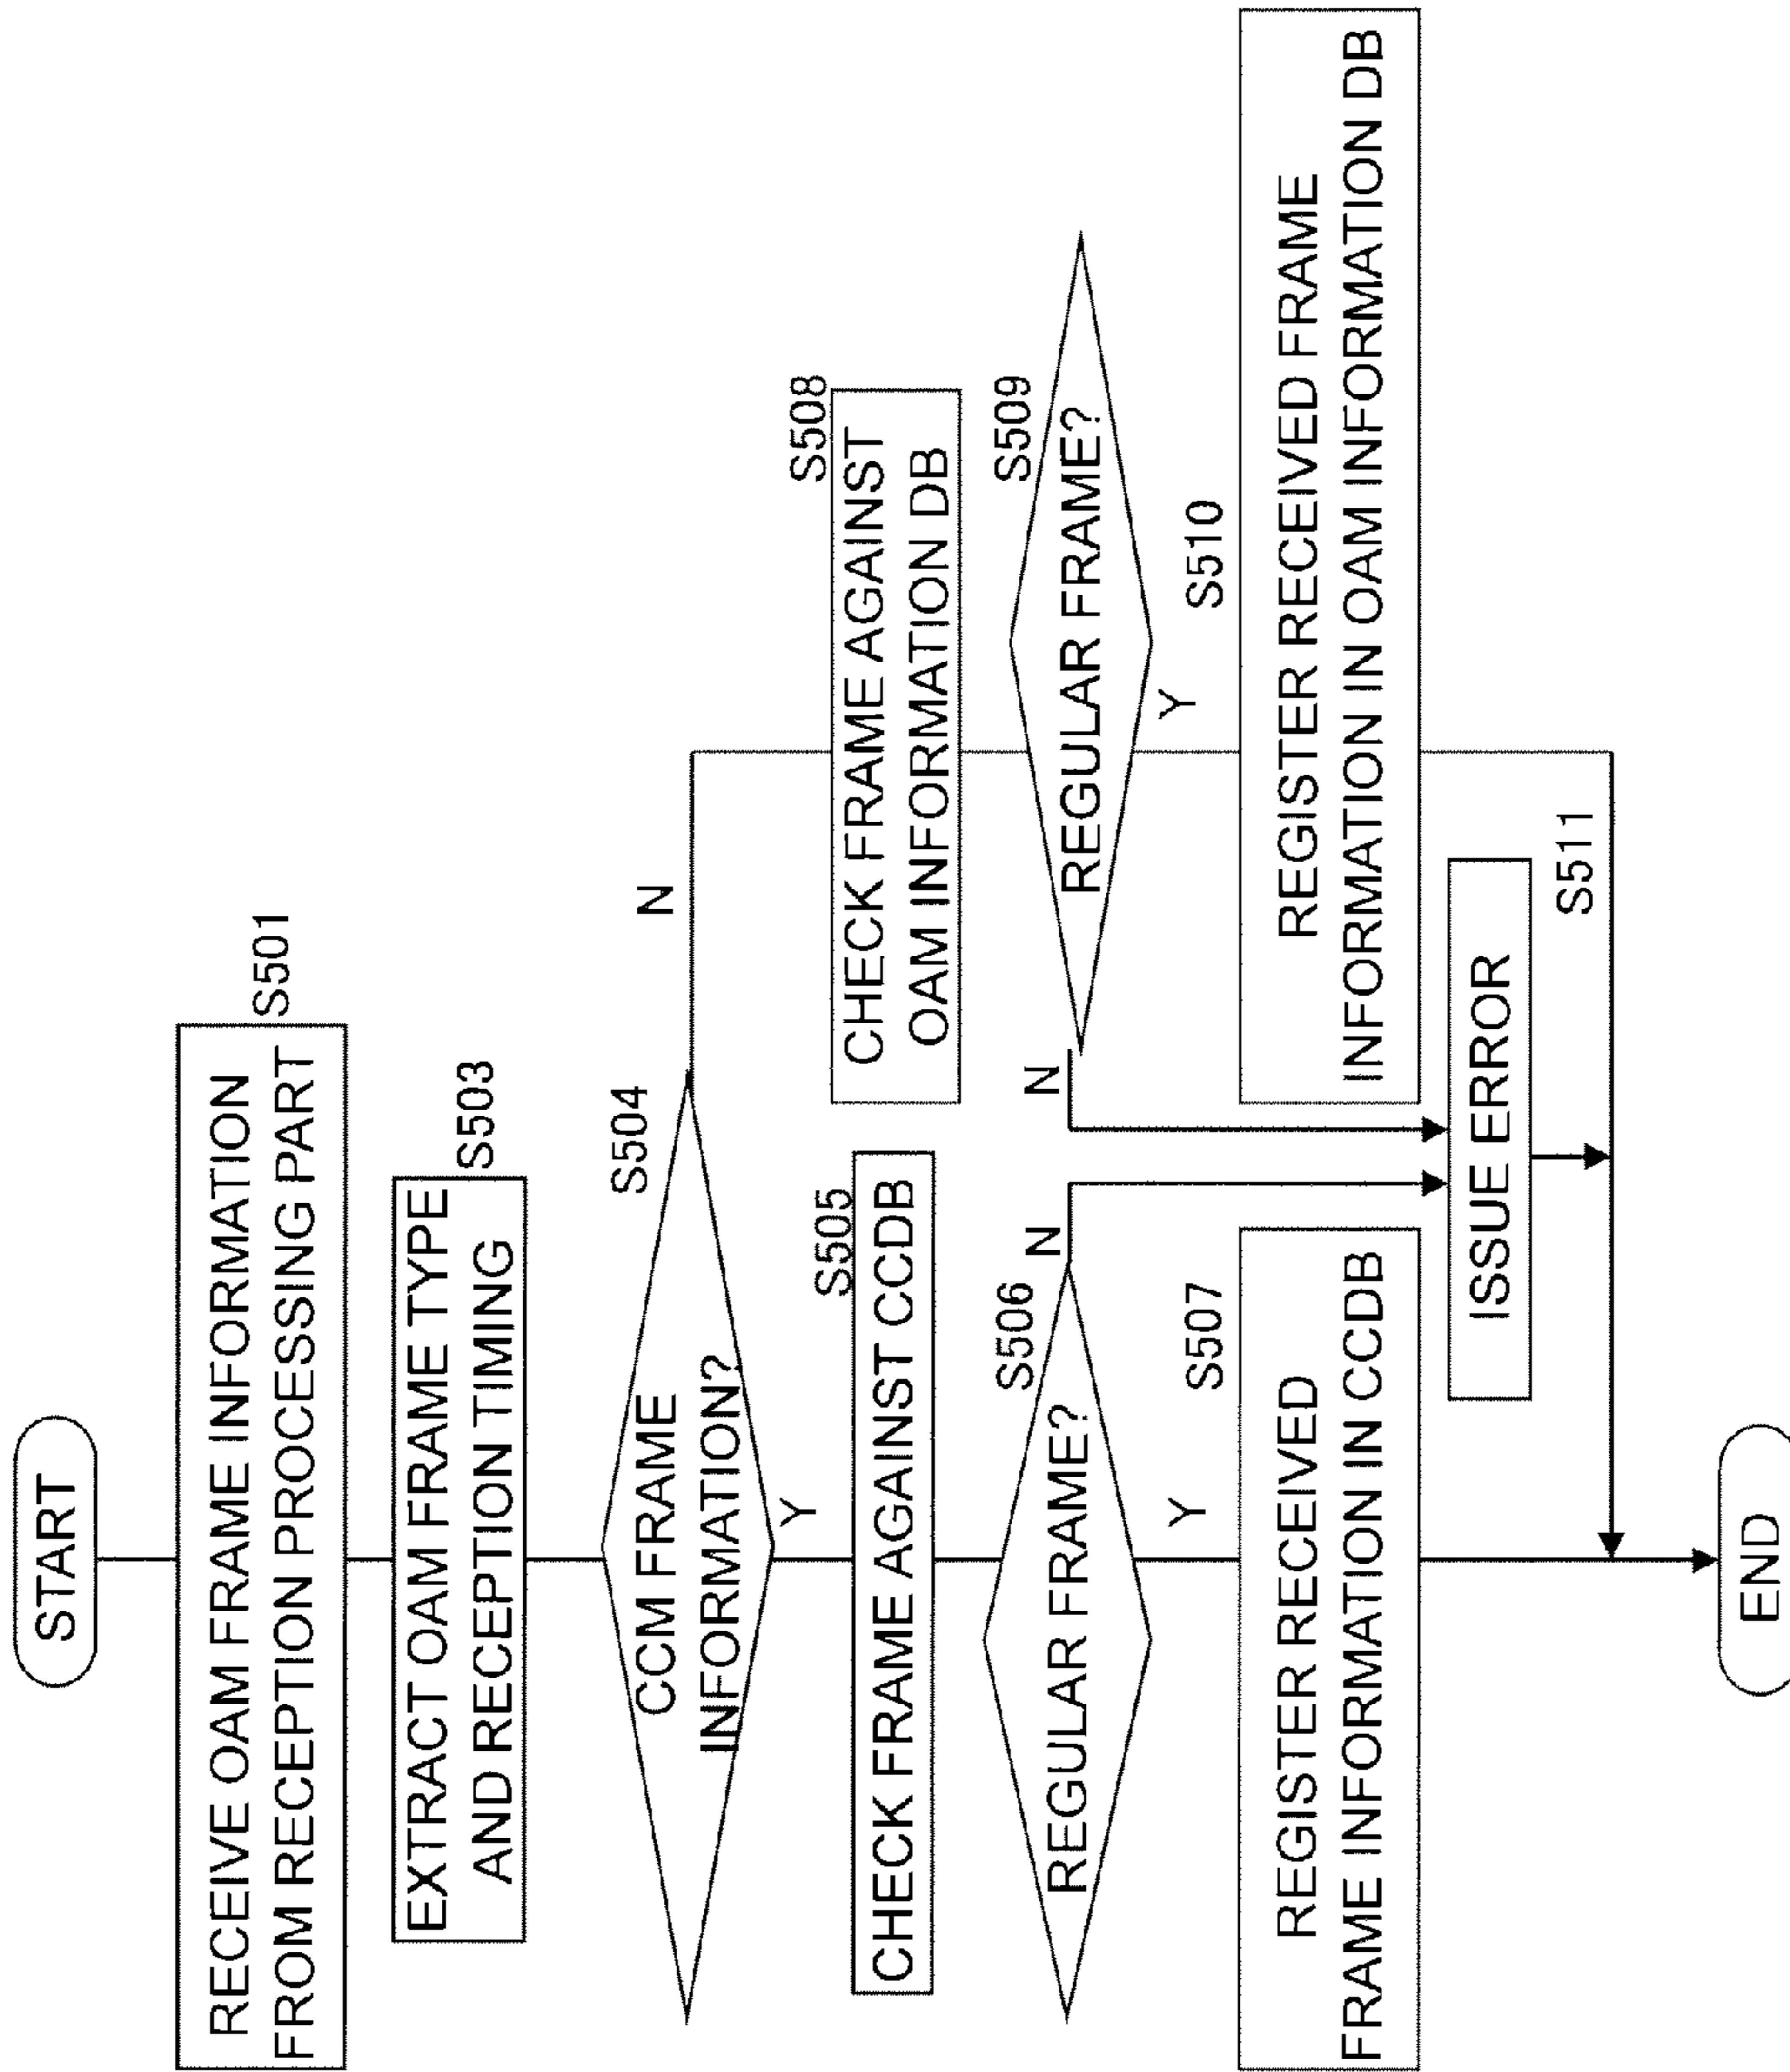 START
RECEIVE OAM FRAME INFORMATION
FROM RECEPTION PROCESSING PART
S501
EXTRACT OAM FRAME TYPE
AND RECEPTION TIMING
S503
CCM FRAME
INFORMATION?
S504
N
Y
CHECK FRAME AGAINST CCDB
S505
REGULAR FRAME?
S506
N
Y
REGISTER RECEIVED
FRAME INFORMATION IN CCDB
S507
CHECK FRAME AGAINST
OAM INFORMATION DB
S508
REGULAR FRAME?
S509
N
Y
REGISTER RECEIVED FRAME
INFORMATION IN OAM INFORMATION DB
S510
ISSUE ERROR
S511
END